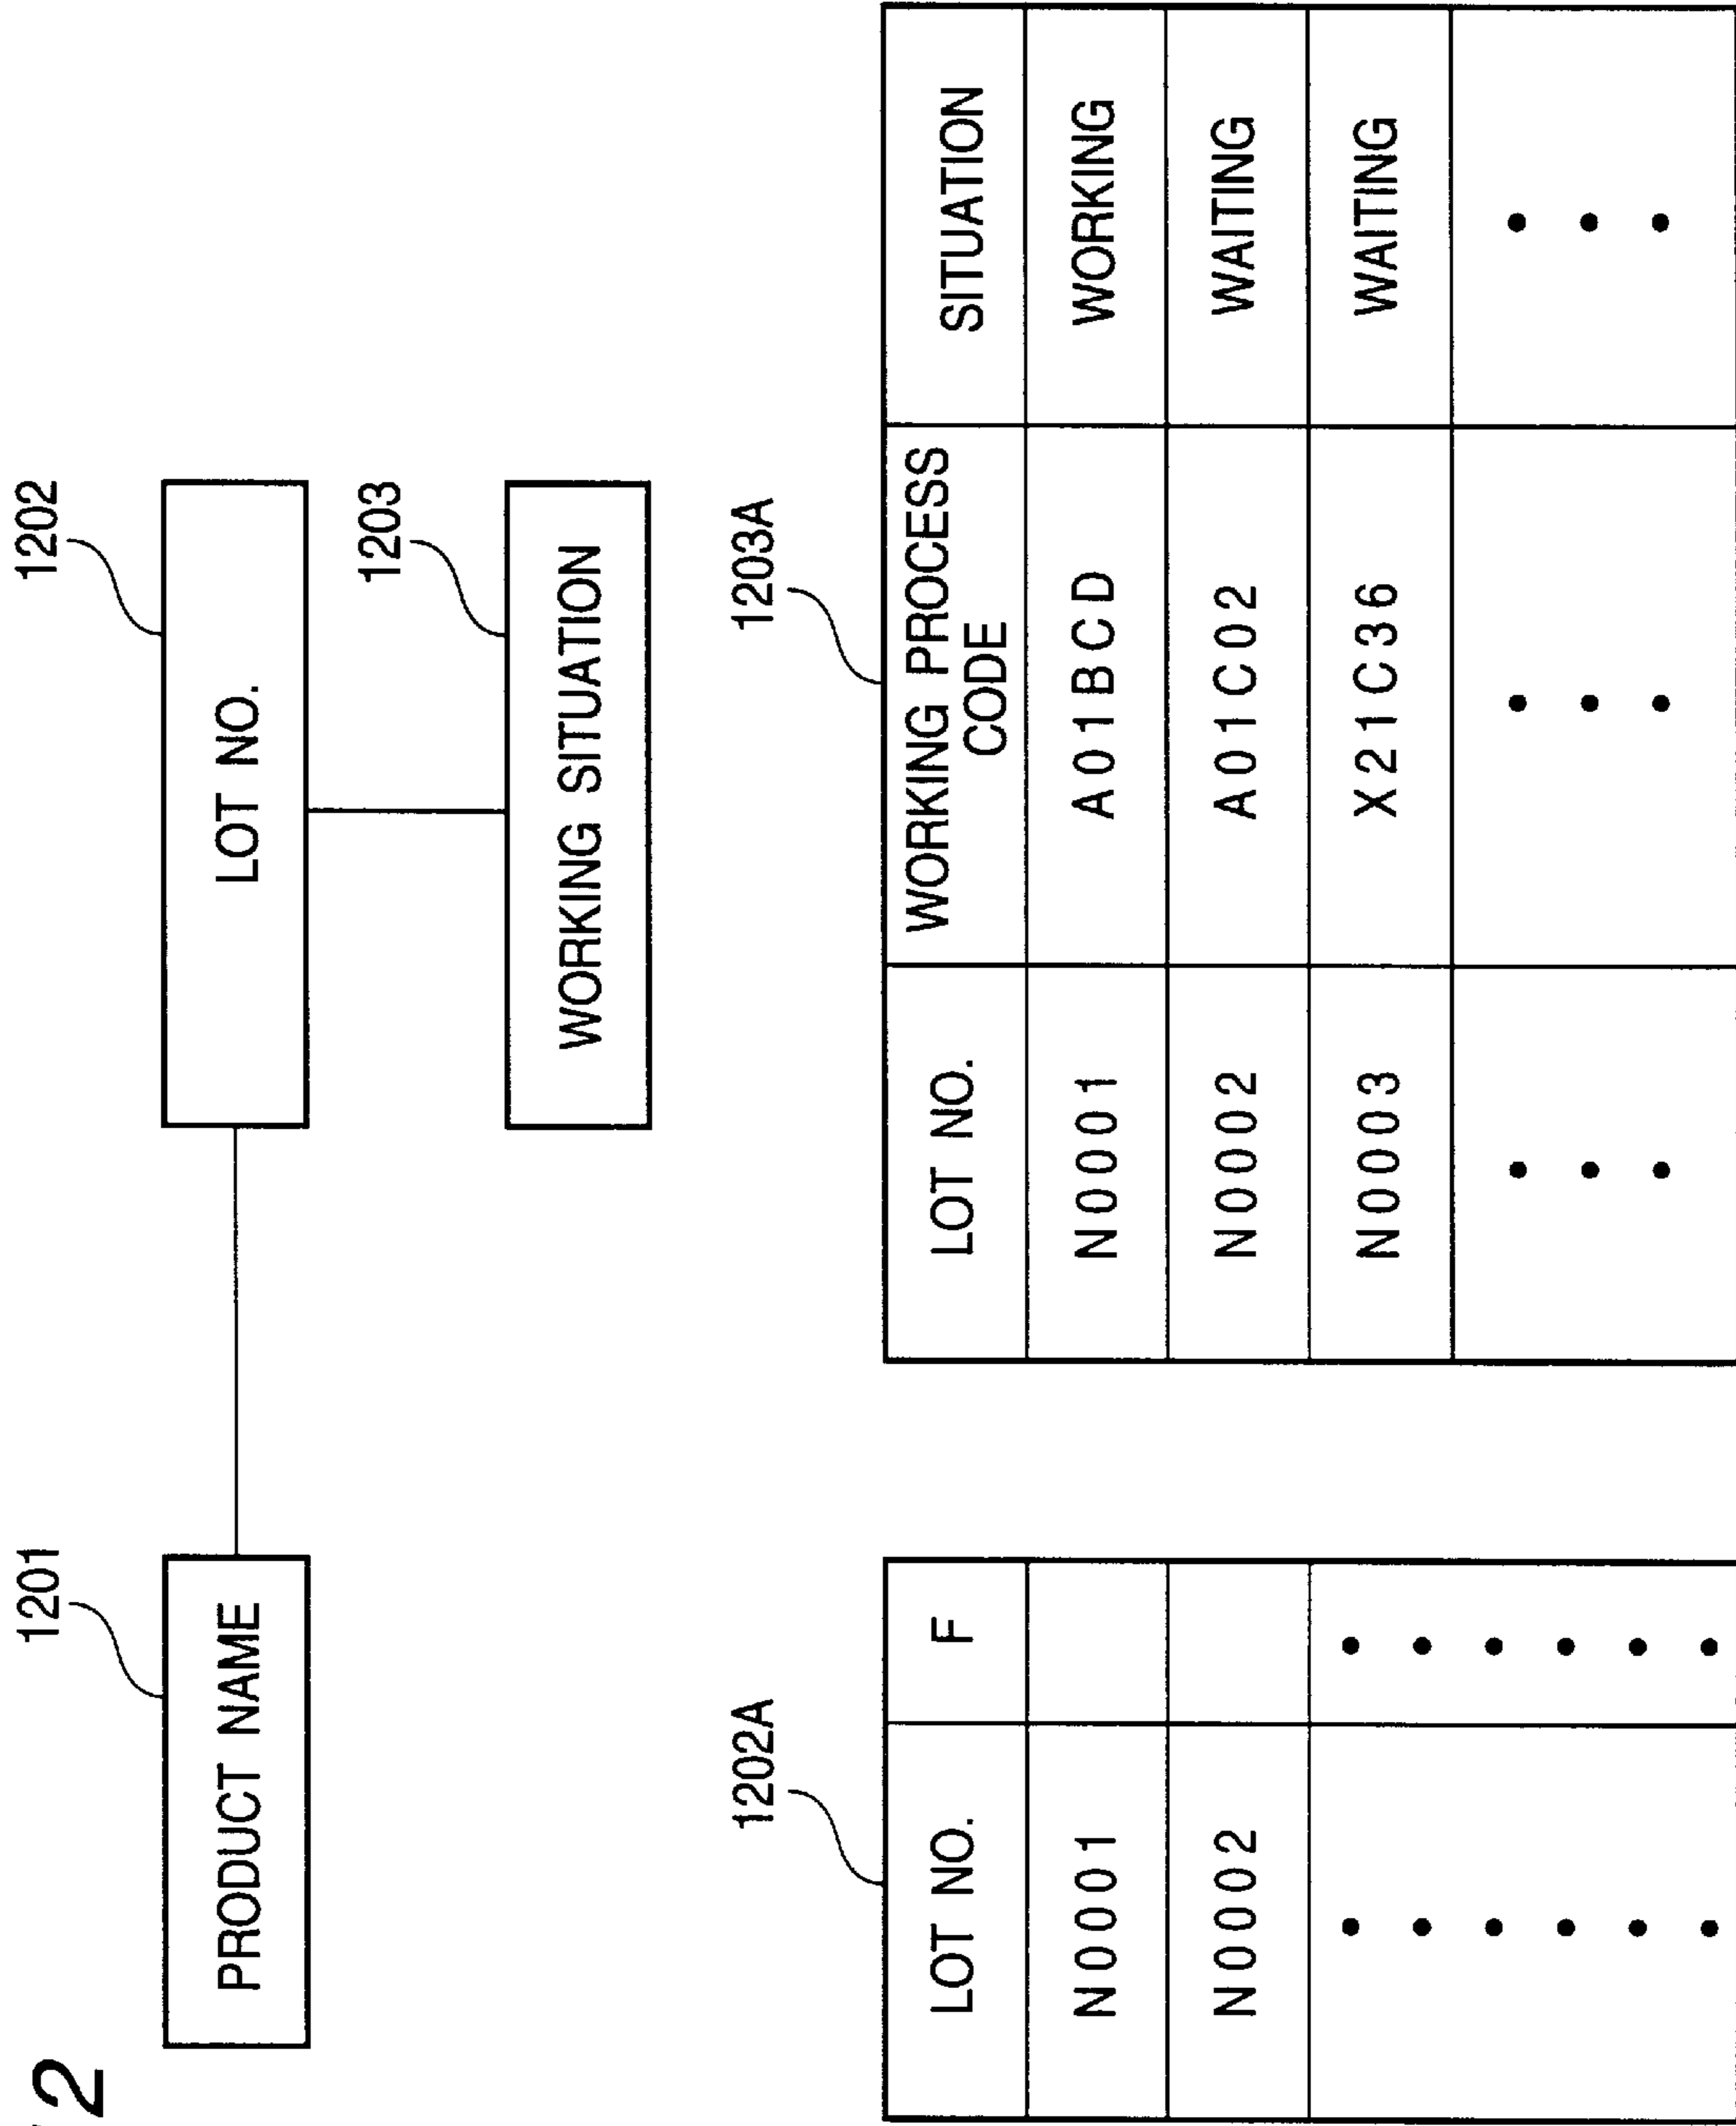 2
1201
PRODUCT NAME
1202
LOT NO.
1203
WORKING SITUATION
1202A
LOT NO. F
N0001
N0002
1203A
LOT NO. WORKING PROCESS CODE SITUATION
N0001 A01BCD WORKING
N0002 A01C02 WAITING
N0003 X21C36 WAITING